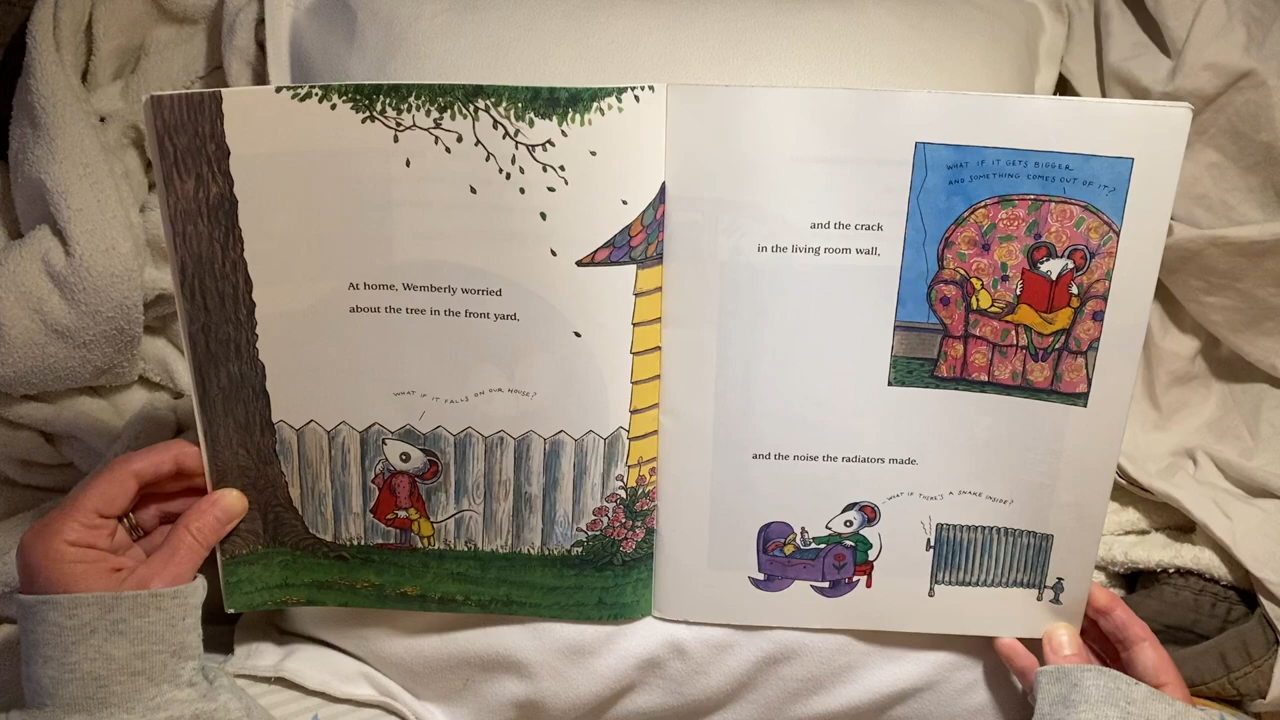 At home, Wemberly worried
about the tree in the front yard,
WHAT IF IT FALLS ON OUR HOUSE?
WHAT IF IT GETS BIGGER
AND SOMETHING COMES OUT OF IT?
and the crack
in the living room wall,
and the noise the radiators made.
WHAT IF THERE'S A SNAKE INSIDE?